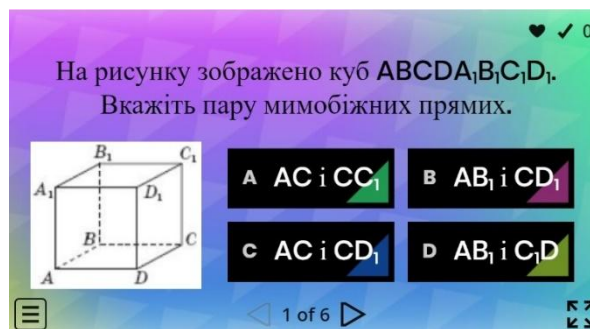 0
На рисунку зображено куб ABCDA₁B₁C₁D₁.
Вкажіть пару мимобіжних прямих.
B₁ C₁
A₁ D₁
B C
A D
A AC і CC₁
B AB₁ і CD₁
C AC і CD₁
D AB₁ і C₁D
1 of 6